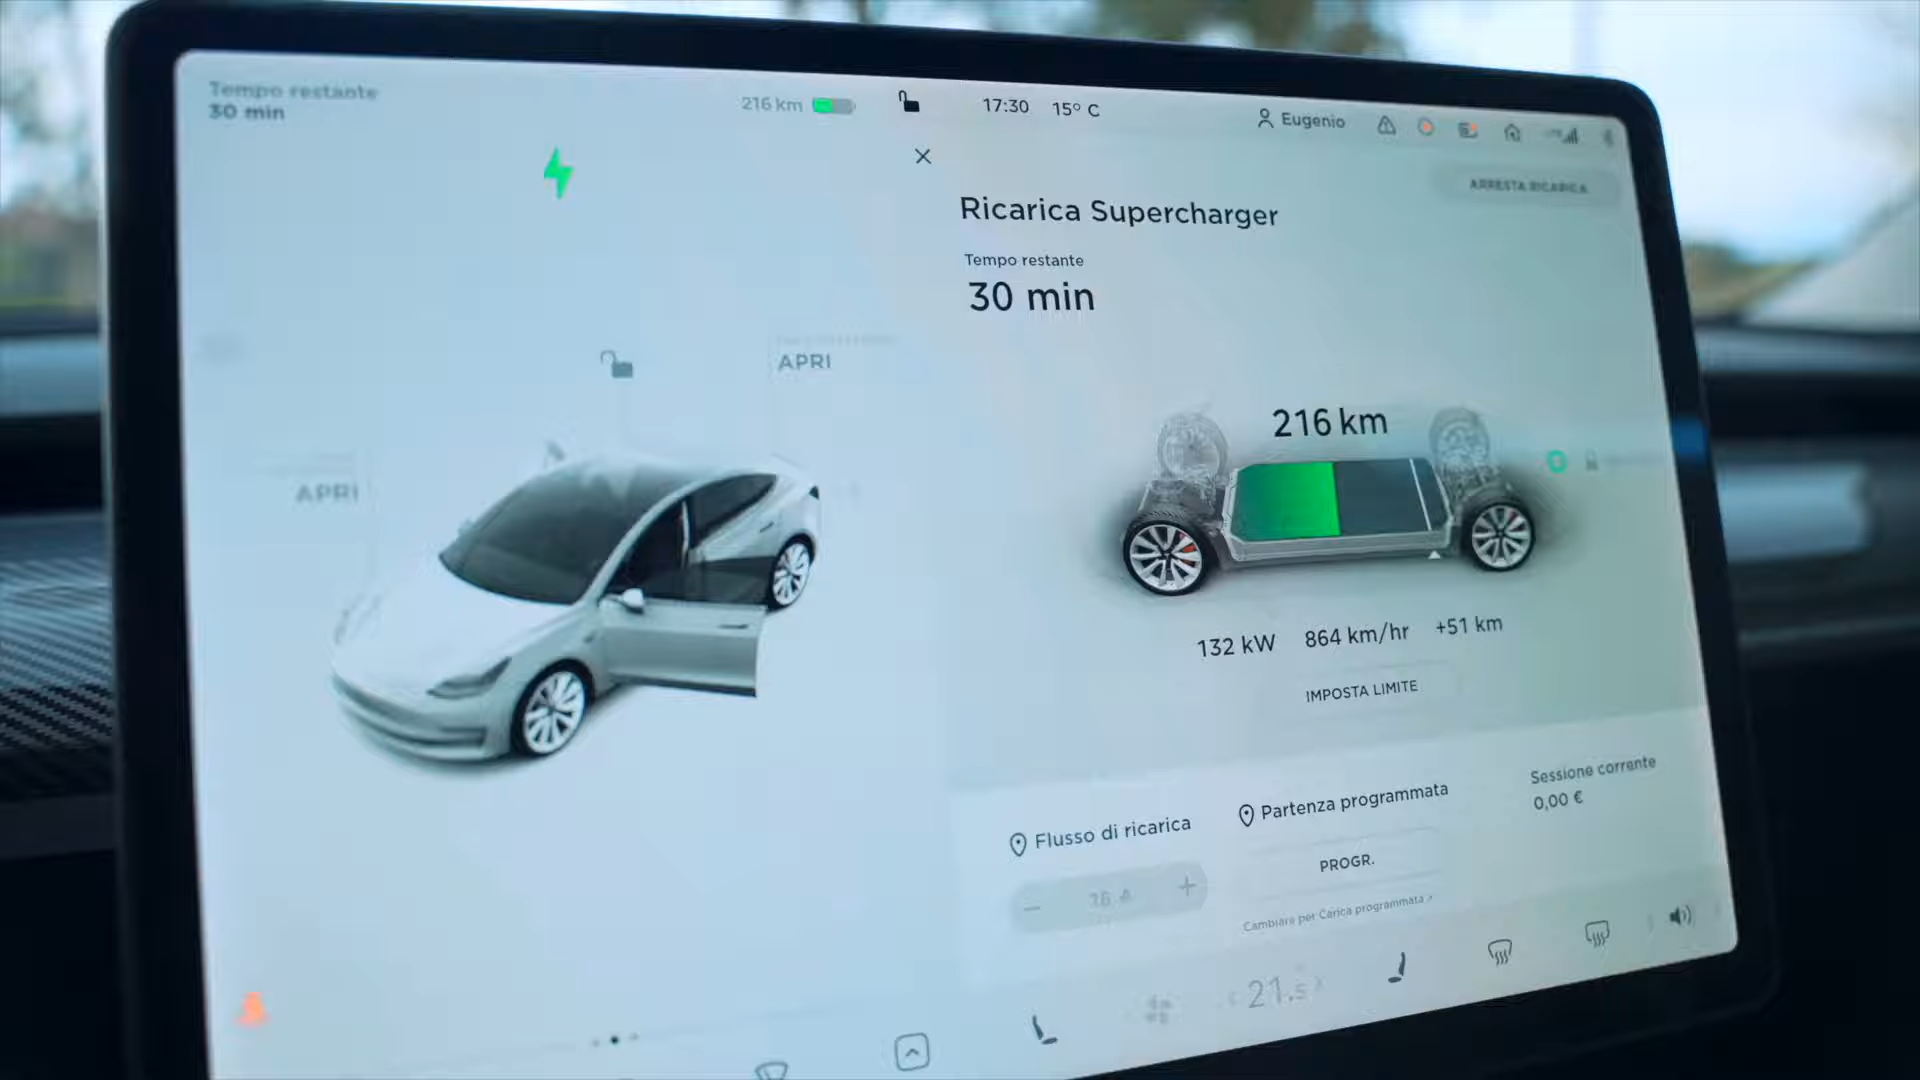 Tempo restante
30 min
216 km
17:30 15° C
Eugenio
ARRESTA RICARICA
Ricarica Supercharger
Tempo restante
30 min
APRI
APRI
216 km
132 kW 864 km/hr +51 km
IMPOSTA LIMITE
Flusso di ricarica
16 A
Partenza programmata
PROGR.
Cambiare per Carica programmata
Sessione corrente
0,00 €
21.5